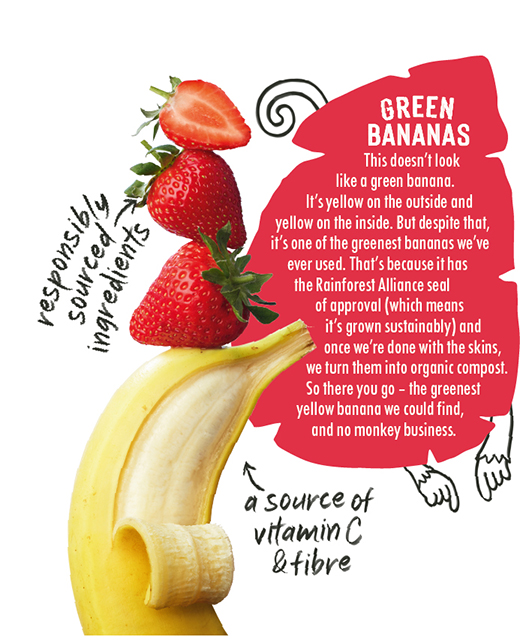 GREEN
BANANAS
This doesn't look
like a green banana.
It's yellow on the outside and
yellow on the inside. But despite that,
it's one of the greenest bananas we've
ever used. That's because it has
the Rainforest Alliance seal
of approval (which means
it's grown sustainably) and
once we're done with the skins,
we turn them into organic compost.
So there you go – the greenest
yellow banana we could find,
and no monkey business.
responsibly
sourced
ingredients
a source of
vitamin C
& fibre